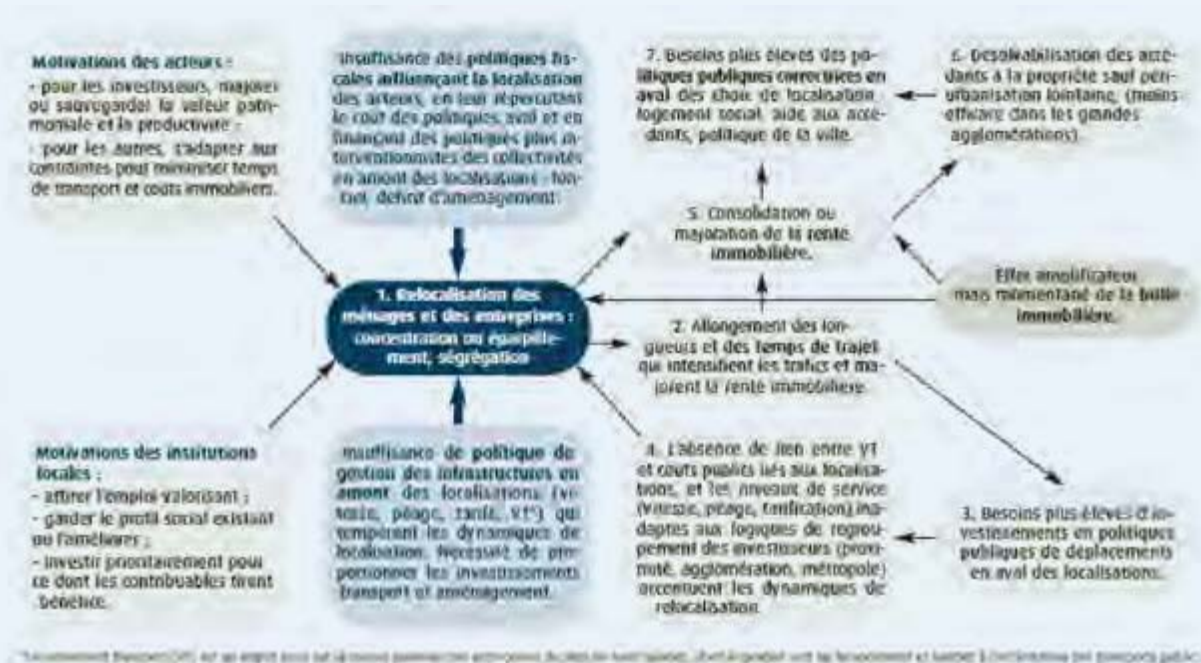 Motivations des acteurs :
- pour les investisseurs, majorer
ou sauvegarder la valeur patri-
moniale et la productivité ;
- pour les autres, s'adapter aux
contraintes pour minimiser temps
de transport et coûts immobiliers.
Insuffisance des politiques fis-
cales influençant la localisation
des acteurs, en leur répercutant
le coût des politiques aval et en
finançant des politiques plus in-
terventionnistes des collectivités
en amont des localisations : fon-
cier, déficit d'aménagement.
7. Besoins plus élevés des po-
litiques publiques correctrices en
aval des choix de localisation
logement social, aide aux accé-
dants, politique de la ville.
6. Désolvabilisation des accé-
dants à la propriété sauf péri-
urbanisation lointaine, (moins
efficace dans les grandes
agglomérations).
5. Consolidation ou
majoration de la rente
immobilière.
Effet amplificateur
mais momentané de la bulle
immobilière.
1. Relocalisation des
ménages et des entreprises :
concentration ou éparpille-
ment, ségrégation
2. Allongement des lon-
gueurs et des temps de trajet
qui intensifient les trafics et ma-
jorent la rente immobilière.
Motivations des institutions
locales :
- attirer l'emploi valorisant ;
- garder le profil social existant
ou l'améliorer ;
- investir prioritairement pour
ce dont les contribuables tirent
bénéfice.
Insuffisance de politique de
gestion des infrastructures en
amont des localisations (vi-
tesse, péage, tarifs, VT*) qui
tempèrent les dynamiques de
localisation. Nécessité de pro-
portionner les investissements
transport et aménagement.
4. L'absence de lien entre VT
et coûts publics liés aux localisa-
tions, et les niveaux de service
(vitesse, péage, tarification) ina-
daptés aux logiques de regrou-
pement des investisseurs (proxi-
mité, agglomération, métropole)
accentuent les dynamiques de
relocalisation.
3. Besoins plus élevés d'in-
vestissements en politiques
publiques de déplacements
en aval des localisations.